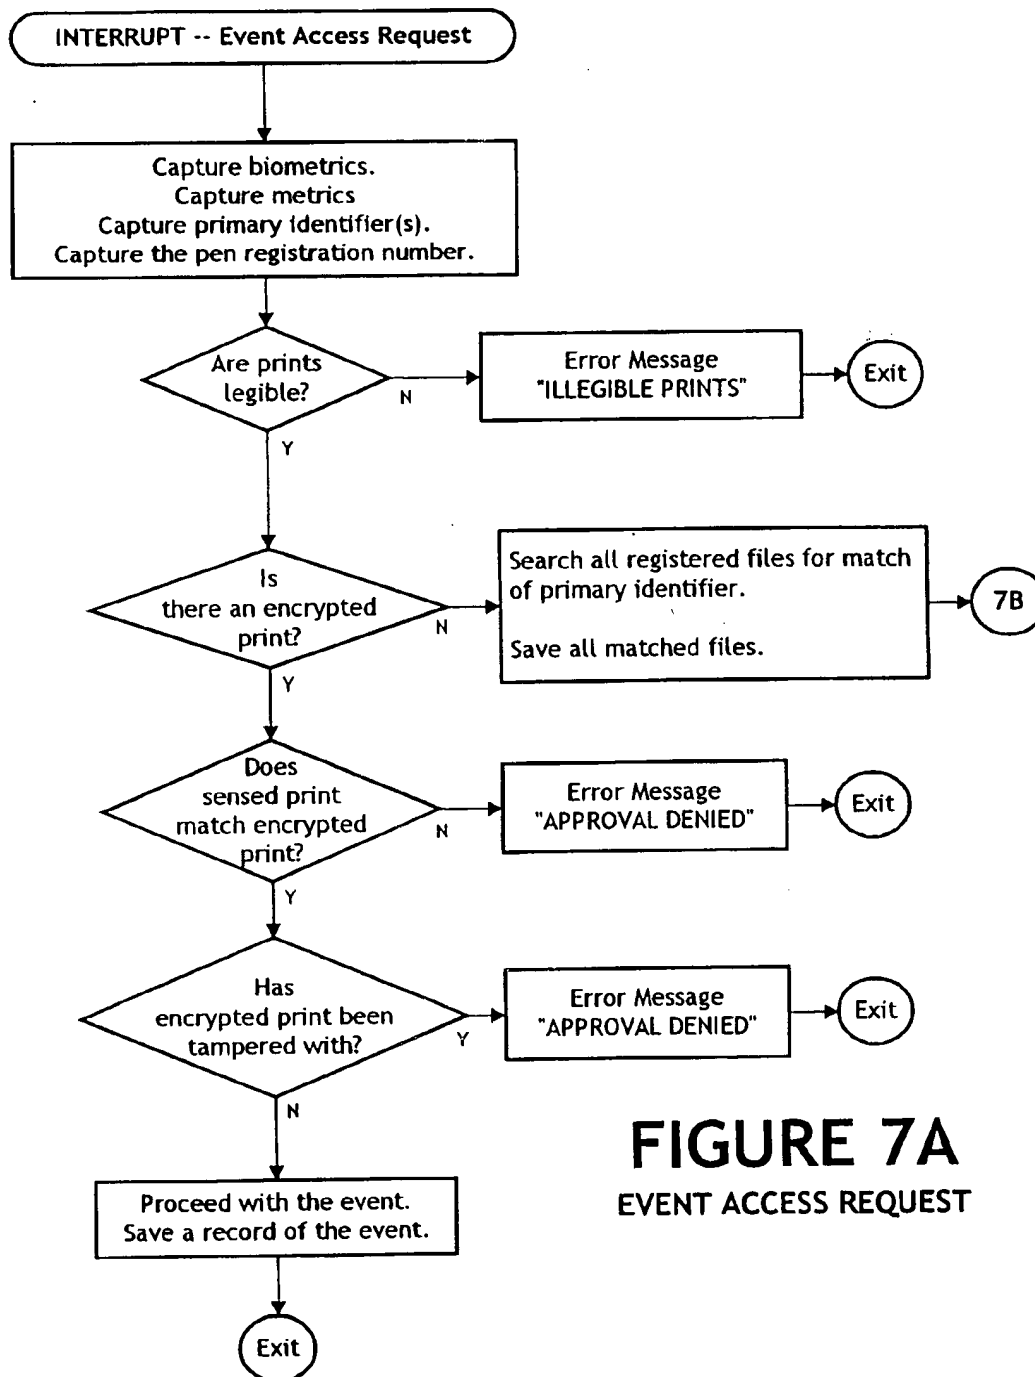 INTERRUPT -- Event Access Request
Capture biometrics.
Capture metrics
Capture primary identifier(s).
Capture the pen registration number.
Are prints
legible?
N
Error Message
"ILLEGIBLE PRINTS"
Exit
Y
Is
there an encrypted
print?
N
Search all registered files for match
of primary identifier.
Save all matched files.
7B
Y
Does
sensed print
match encrypted
print?
N
Error Message
"APPROVAL DENIED"
Exit
Y
Has
encrypted print been
tampered with?
Y
Error Message
"APPROVAL DENIED"
Exit
N
Proceed with the event.
Save a record of the event.
Exit
FIGURE 7A
EVENT ACCESS REQUEST